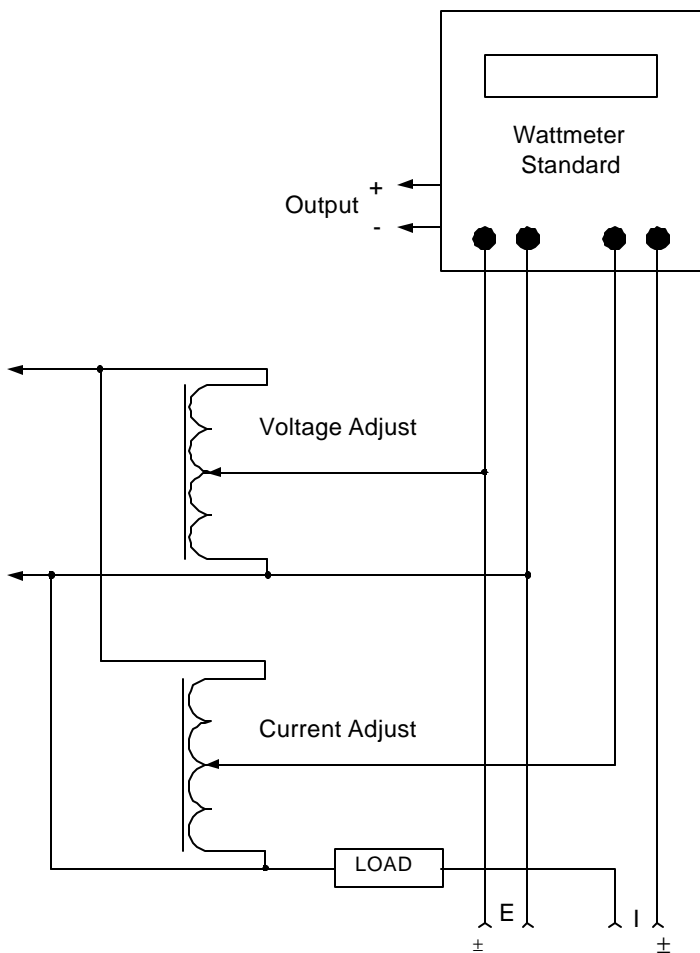 Wattmeter
Standard
+
Output
-
Voltage Adjust
Current Adjust
LOAD
E
I
±
±